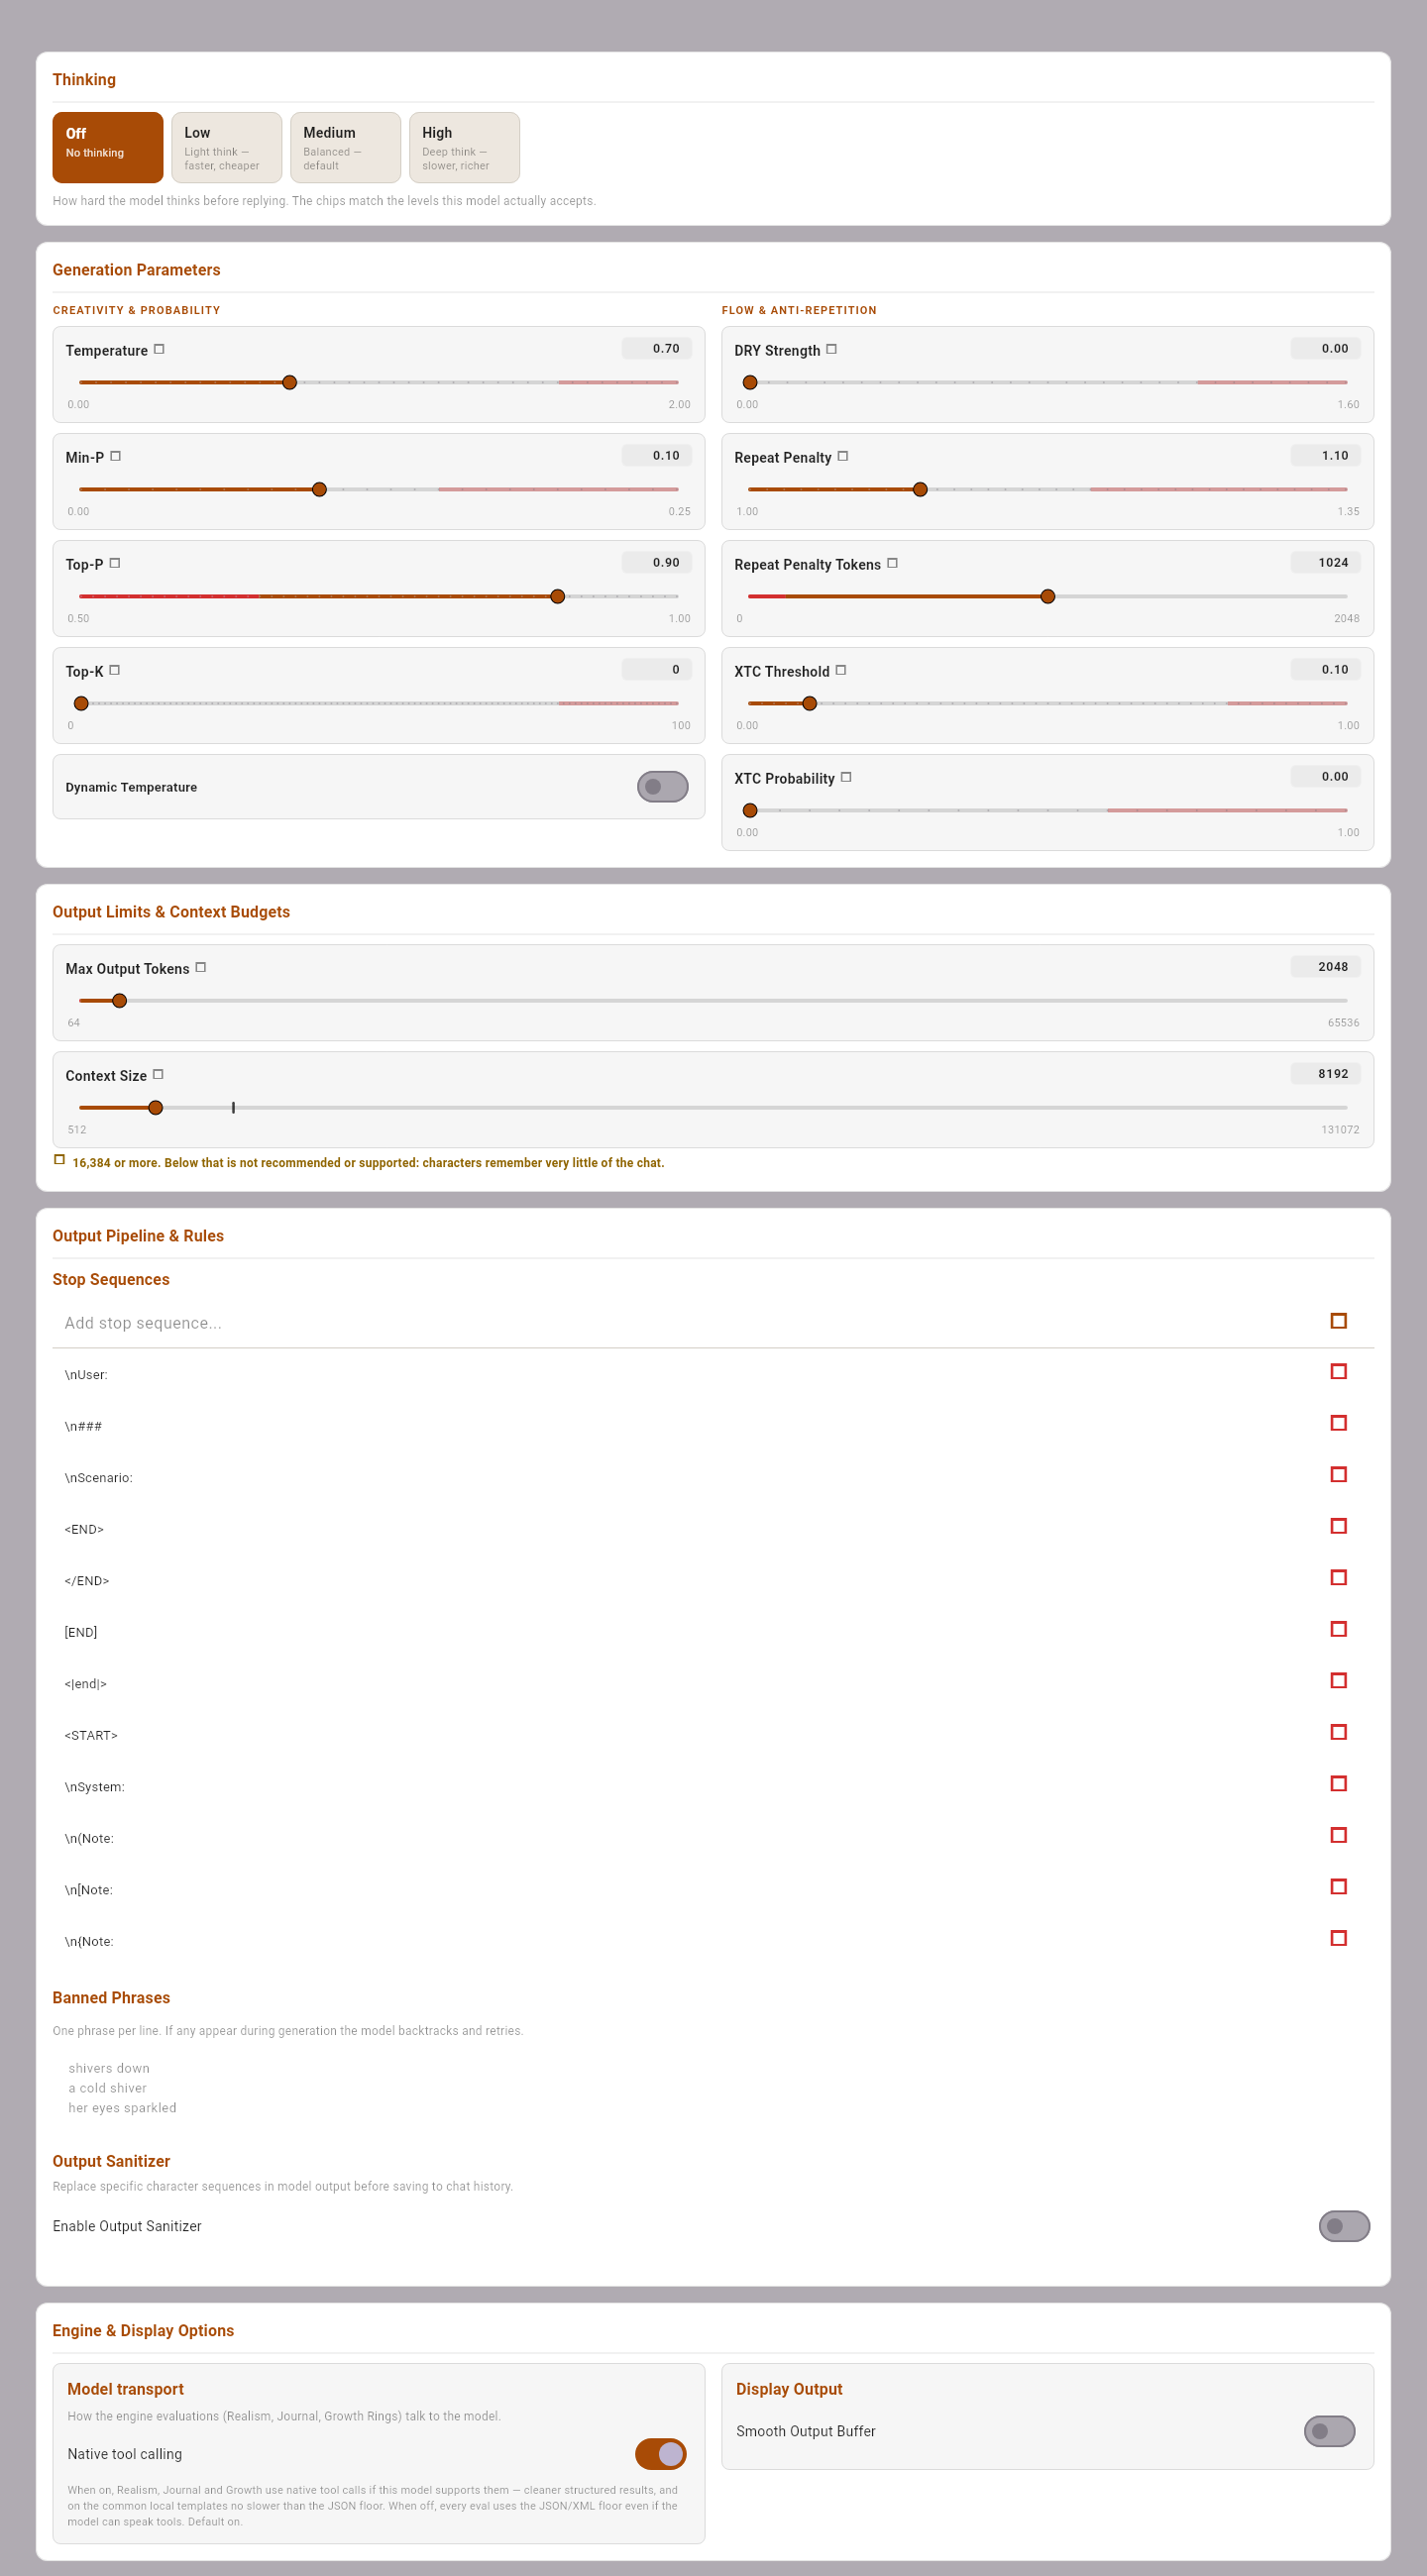 Thinking
Off
No thinking
Low
Light think —
faster, cheaper
Medium
Balanced —
default
High
Deep think —
slower, richer
How hard the model thinks before replying. The chips match the levels this model actually accepts.
Generation Parameters
CREATIVITY & PROBABILITY
Temperature
0.70
0.00
2.00
Min-P
0.10
0.00
0.25
Top-P
0.90
0.50
1.00
Top-K
0
0
100
Dynamic Temperature
FLOW & ANTI-REPETITION
DRY Strength
0.00
0.00
1.60
Repeat Penalty
1.10
1.00
1.35
Repeat Penalty Tokens
1024
0
2048
XTC Threshold
0.10
0.00
1.00
XTC Probability
0.00
0.00
1.00
Output Limits & Context Budgets
Max Output Tokens
2048
64
65536
Context Size
8192
512
131072
16,384 or more. Below that is not recommended or supported: characters remember very little of the chat.
Output Pipeline & Rules
Stop Sequences
Add stop sequence...
\nUser:
\n###
\nScenario:
<END>
</END>
[END]
<|end|>
<START>
\nSystem:
\n(Note:
\n[Note:
\n{Note:
Banned Phrases
One phrase per line. If any appear during generation the model backtracks and retries.
shivers down
a cold shiver
her eyes sparkled
Output Sanitizer
Replace specific character sequences in model output before saving to chat history.
Enable Output Sanitizer
Engine & Display Options
Model transport
How the engine evaluations (Realism, Journal, Growth Rings) talk to the model.
Native tool calling
When on, Realism, Journal and Growth use native tool calls if this model supports them — cleaner structured results, and
on the common local templates no slower than the JSON floor. When off, every eval uses the JSON/XML floor even if the
model can speak tools. Default on.
Display Output
Smooth Output Buffer